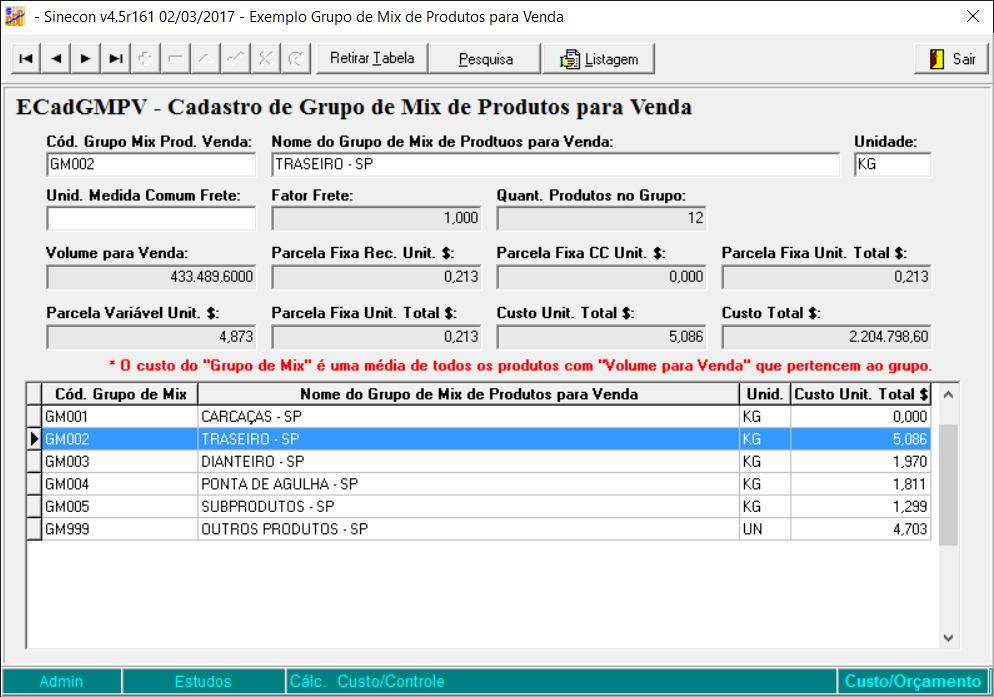 - Sinecon v4.5r161 02/03/2017 - Exemplo Grupo de Mix de Produtos para Venda
Retirar Tabela Pesquisa Listagem Sair
ECadGMPV - Cadastro de Grupo de Mix de Produtos para Venda
Cód. Grupo Mix Prod. Venda: Nome do Grupo de Mix de Prodtuos para Venda: Unidade:
GM002 TRASEIRO - SP KG
Unid. Medida Comum Frete: Fator Frete: Quant. Produtos no Grupo:
1,000 12
Volume para Venda: Parcela Fixa Rec. Unit. $: Parcela Fixa CC Unit. $: Parcela Fixa Unit. Total $:
433.489,6000 0,213 0,000 0,213
Parcela Variável Unit. $: Parcela Fixa Unit. Total $: Custo Unit. Total $: Custo Total $:
4,873 0,213 5,086 2.204.798,60
* O custo do "Grupo de Mix" é uma média de todos os produtos com "Volume para Venda" que pertencem ao grupo.
Cód. Grupo de Mix Nome do Grupo de Mix de Produtos para Venda Unid. Custo Unit. Total $
GM001 CARCAÇAS - SP KG 0,000
GM002 TRASEIRO - SP KG 5,086
GM003 DIANTEIRO - SP KG 1,970
GM004 PONTA DE AGULHA - SP KG 1,811
GM005 SUBPRODUTOS - SP KG 1,299
GM999 OUTROS PRODUTOS - SP UN 4,703
Admin Estudos Cálc. Custo/Controle Custo/Orçamento